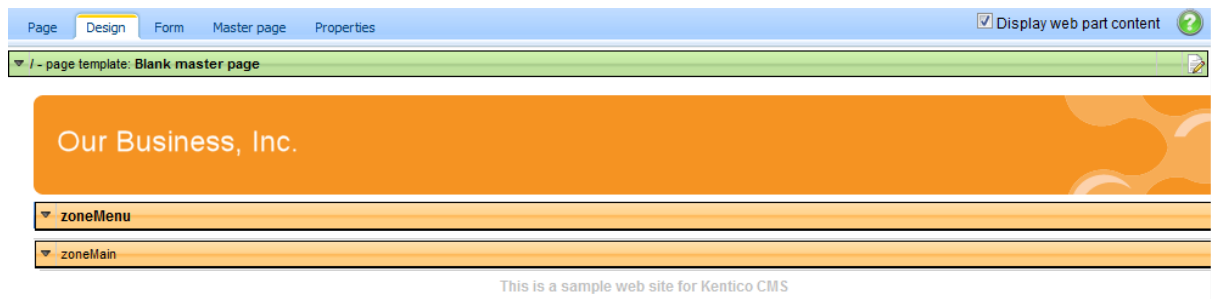 Page Design Form Master page Properties Display web part content ?
/ - page template: Blank master page
Our Business, Inc.
zoneMenu
zoneMain
This is a sample web site for Kentico CMS